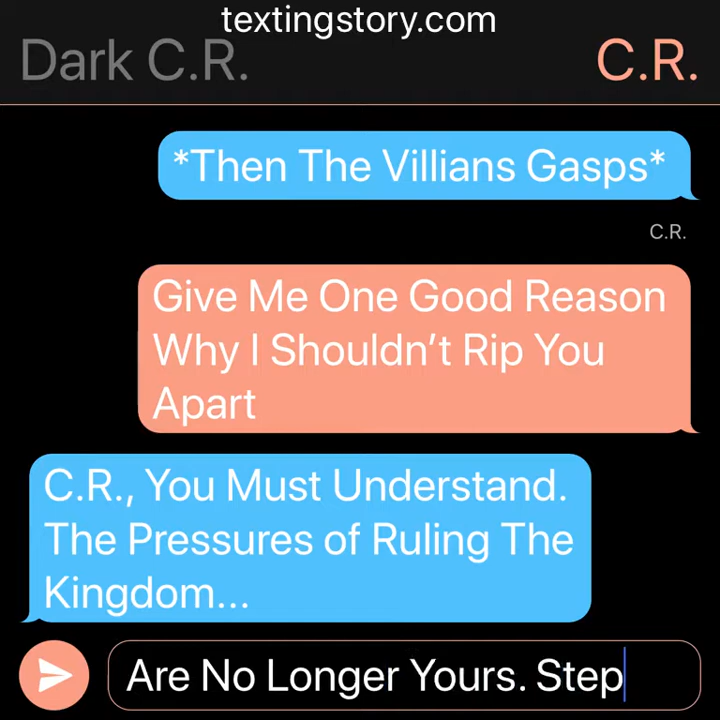 textingstory.com
Dark C.R.
C.R.
*Then The Villians Gasps*
C.R.
Give Me One Good Reason
Why I Shouldn’t Rip You
Apart
C.R., You Must Understand.
The Pressures of Ruling The
Kingdom...
Are No Longer Yours. Step